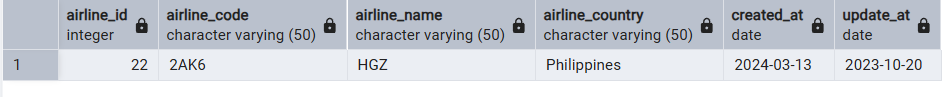 airline_id airline_code airline_name airline_country created_at update_at
integer character varying (50) character varying (50) character varying (50) date date
1 22 2AK6 HGZ Philippines 2024-03-13 2023-10-20